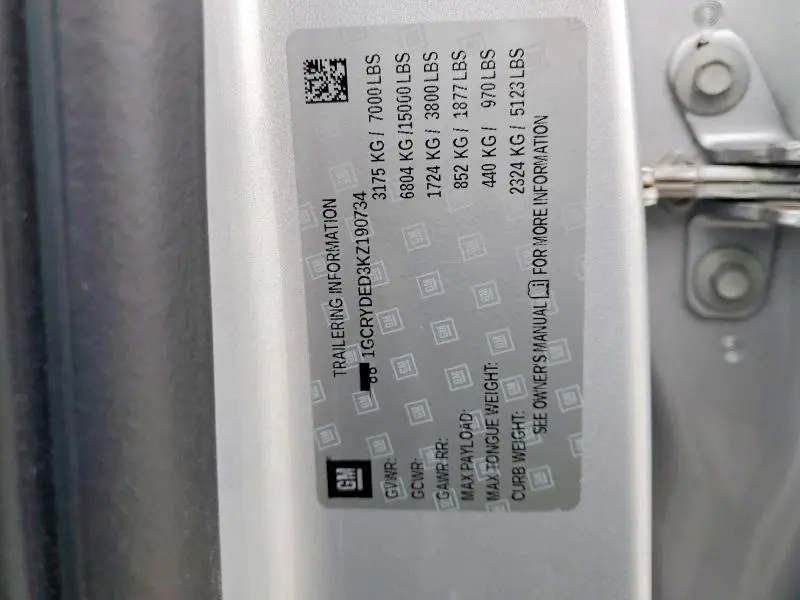 TRAILERING INFORMATION
1GCRYDED3KZ190734
GM
GVWR: 3175 KG / 7000 LBS
GCWR: 6804 KG /15000 LBS
GAWR RR: 1724 KG / 3800 LBS
MAX PAYLOAD: 852 KG / 1877 LBS
MAX TONGUE WEIGHT: 440 KG / 970 LBS
CURB WEIGHT: 2324 KG / 5123 LBS
SEE OWNER'S MANUAL FOR MORE INFORMATION